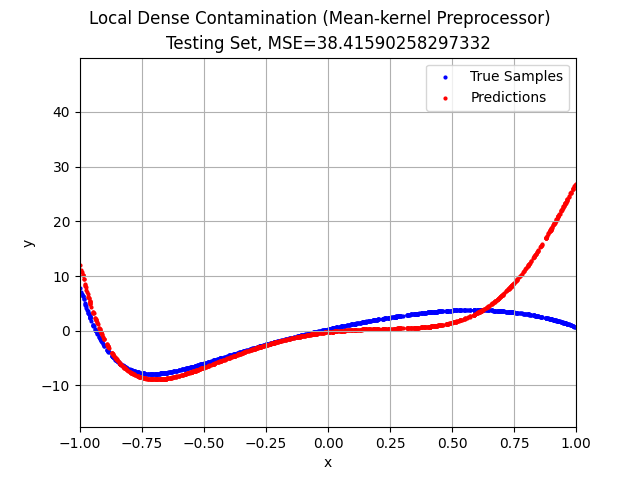 Local Dense Contamination (Mean-kernel Preprocessor)
Testing Set, MSE=38.41590258297332
True Samples
Predictions
40
30
20
10
0
−10
y
−1.00 −0.75 −0.50 −0.25 0.00 0.25 0.50 0.75 1.00
x